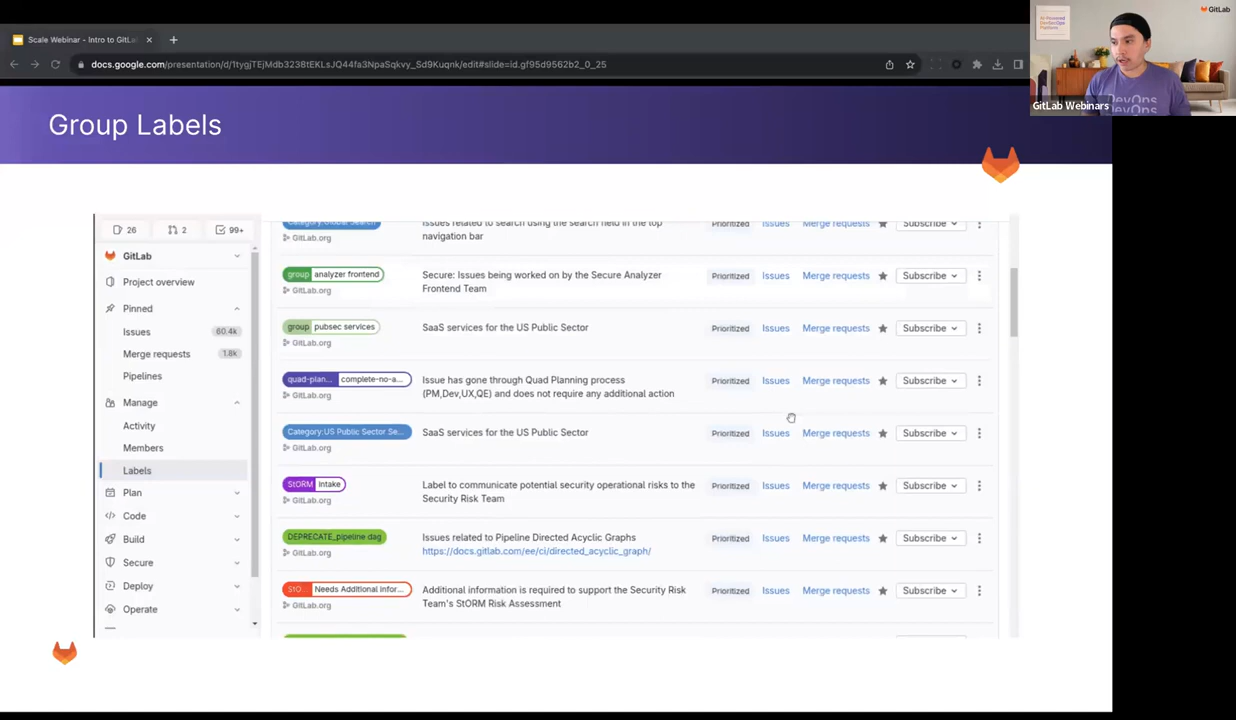 Scale Webinar - Intro to GitLa
docs.google.com/presentation/d/1tygjTEjMdb3238tEKLsJQ44fa3NpaSqkvy_Sd9Kuqnk/edit#slide=id.gf95d9562b2_0_25
GitLab
AI-Powered
DevSecOps
Platform
DevOps
DevOps
GitLab Webinars
Group Labels
26
2
99+
GitLab
Project overview
Pinned
Issues 60.4k
Merge requests 1.8k
Pipelines
Manage
Activity
Members
Labels
Plan
Code
Build
Secure
Deploy
Operate
Category:Global Search Issues related to search using the search field in the top Prioritized Issues Merge requests Subscribe
GitLab.org navigation bar
group analyzer frontend Secure: Issues being worked on by the Secure Analyzer Prioritized Issues Merge requests Subscribe
GitLab.org Frontend Team
group pubsec services SaaS services for the US Public Sector Prioritized Issues Merge requests Subscribe
GitLab.org
quad-plan... complete-no-a... Issue has gone through Quad Planning process Prioritized Issues Merge requests Subscribe
GitLab.org (PM,Dev,UX,QE) and does not require any additional action
Category:US Public Sector Se... SaaS services for the US Public Sector Prioritized Issues Merge requests Subscribe
GitLab.org
StORM Intake Label to communicate potential security operational risks to the Prioritized Issues Merge requests Subscribe
GitLab.org Security Risk Team
DEPRECATE_pipeline dag Issues related to Pipeline Directed Acyclic Graphs Prioritized Issues Merge requests Subscribe
GitLab.org https://docs.gitlab.com/ee/ci/directed_acyclic_graph/
StO... Needs Additional Infor... Additional information is required to support the Security Risk Prioritized Issues Merge requests Subscribe
GitLab.org Team's StORM Risk Assessment